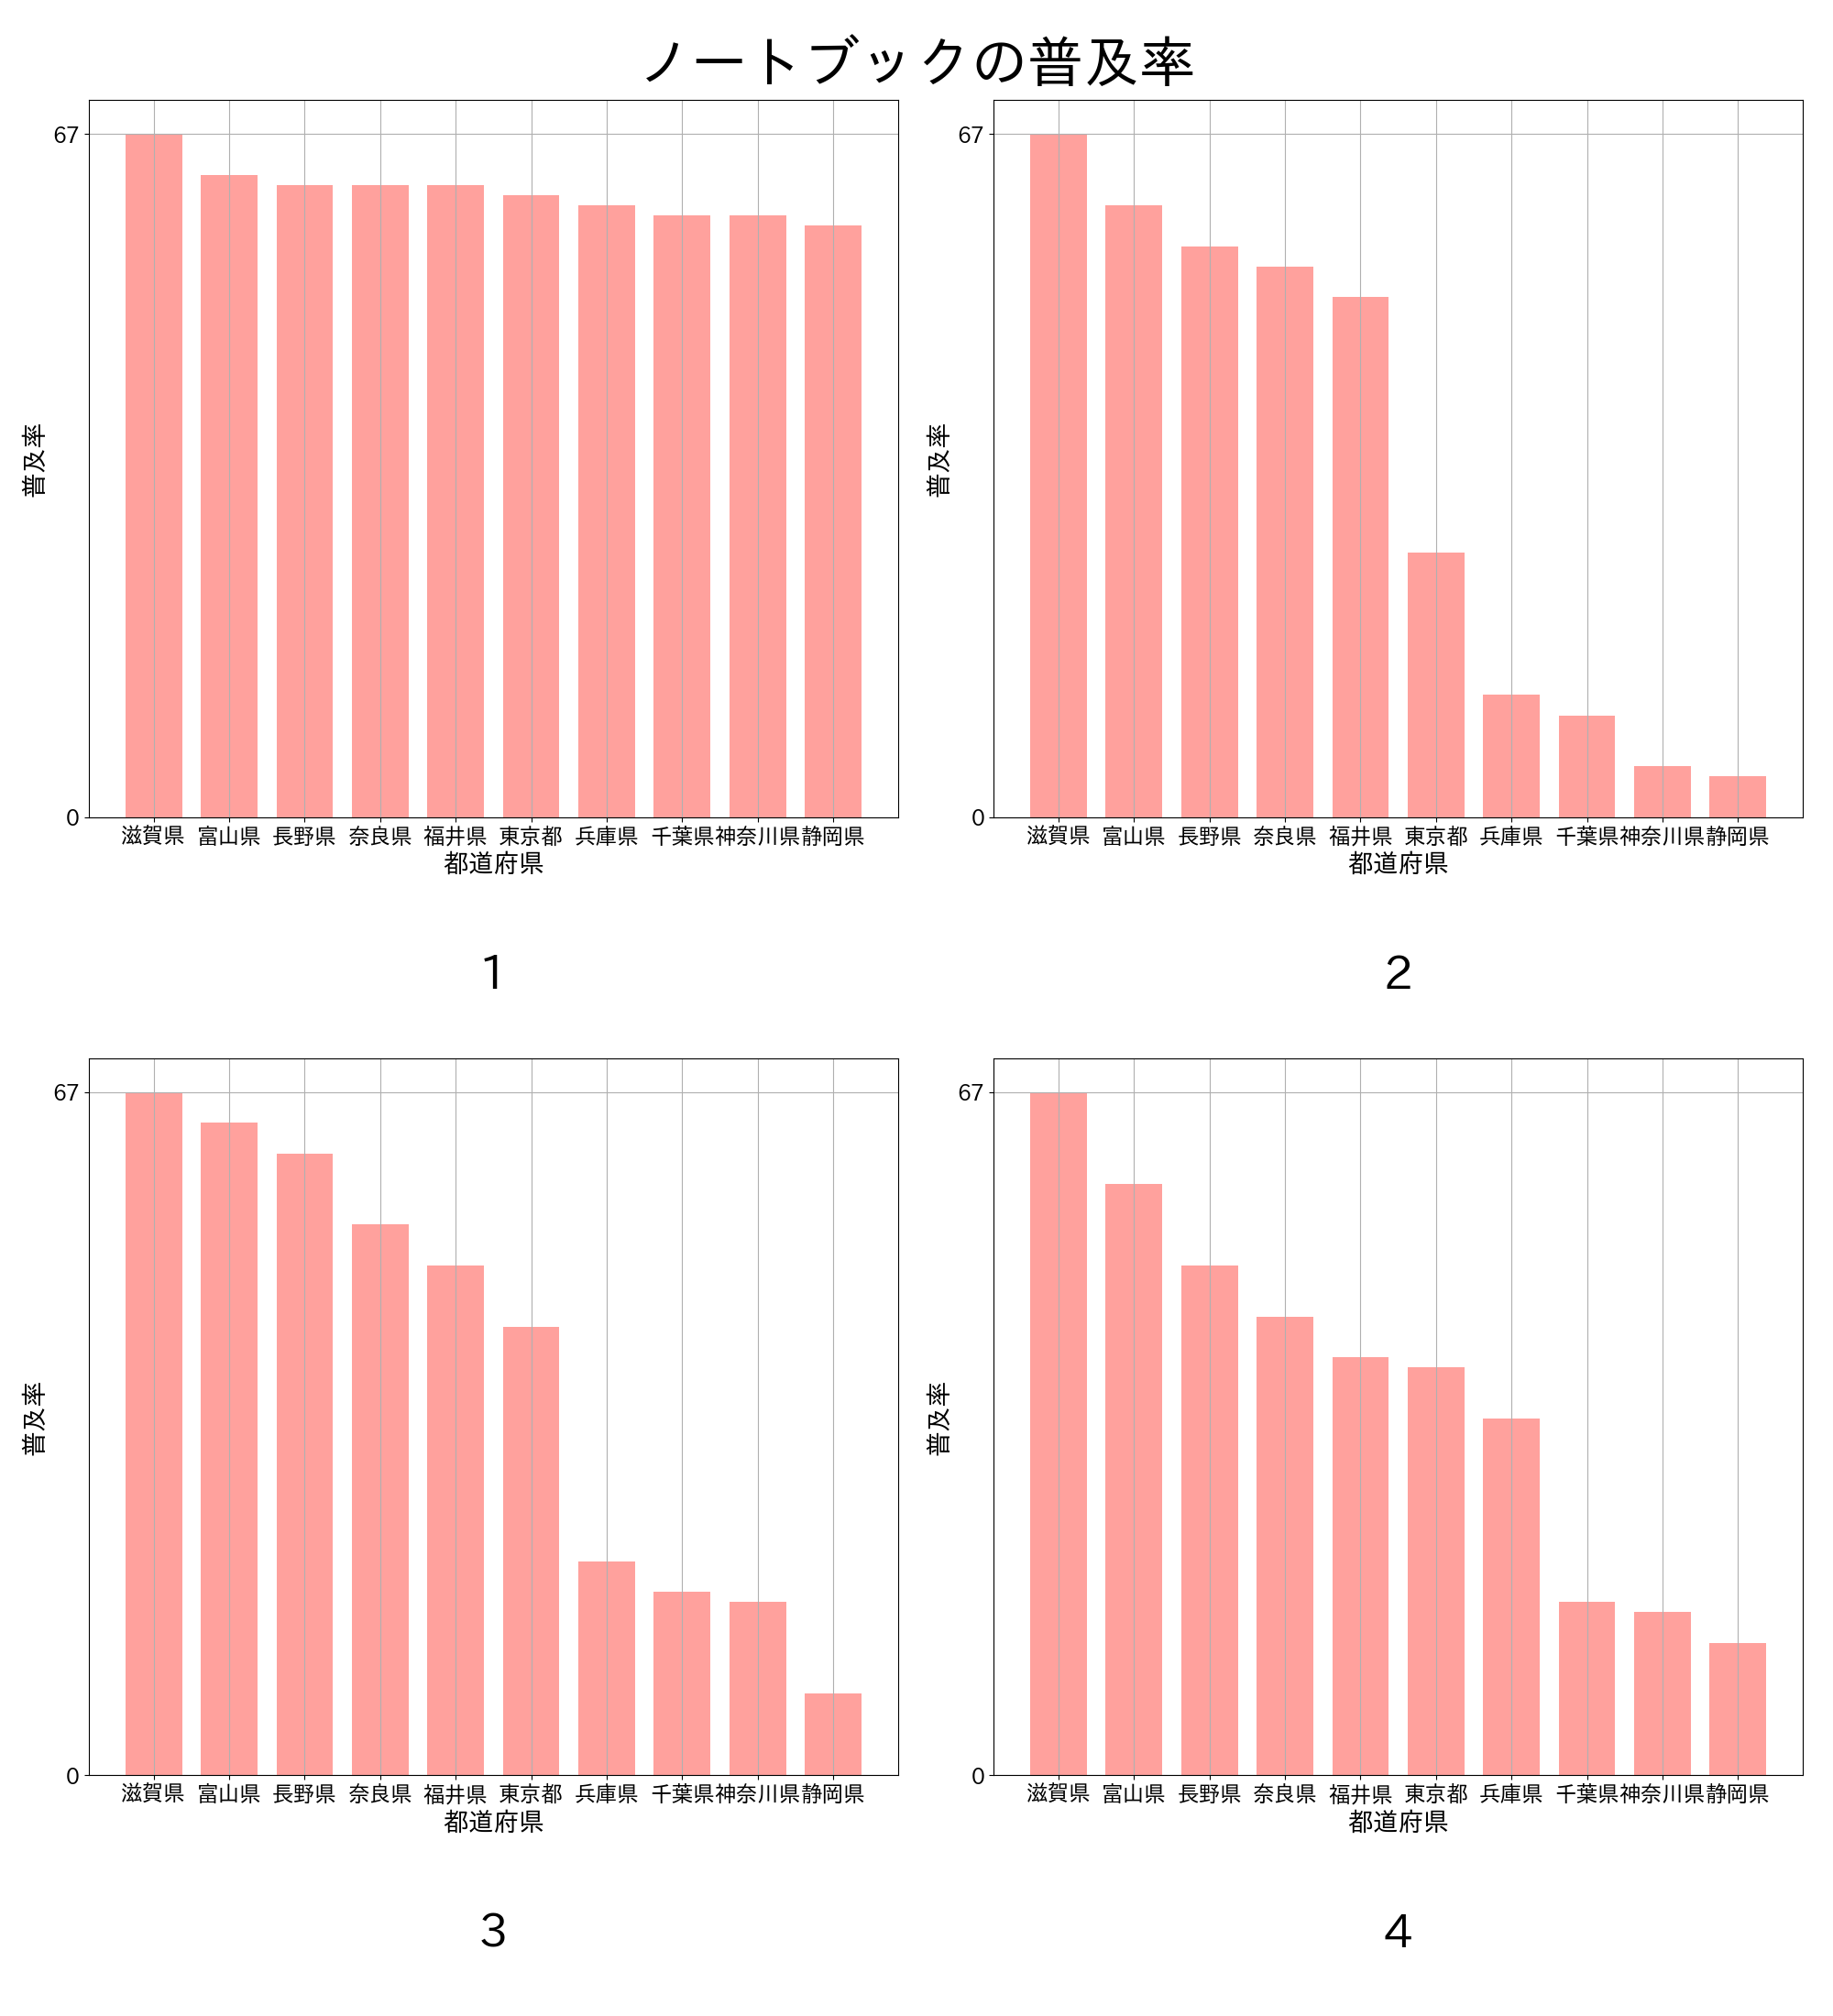 ノートブックの普及率
67
0
普及率
滋賀県 富山県 長野県 奈良県 福井県 東京都 兵庫県 千葉県 神奈川県 静岡県
都道府県
1
67
0
普及率
滋賀県 富山県 長野県 奈良県 福井県 東京都 兵庫県 千葉県 神奈川県 静岡県
都道府県
2
67
0
普及率
滋賀県 富山県 長野県 奈良県 福井県 東京都 兵庫県 千葉県 神奈川県 静岡県
都道府県
3
67
0
普及率
滋賀県 富山県 長野県 奈良県 福井県 東京都 兵庫県 千葉県 神奈川県 静岡県
都道府県
4